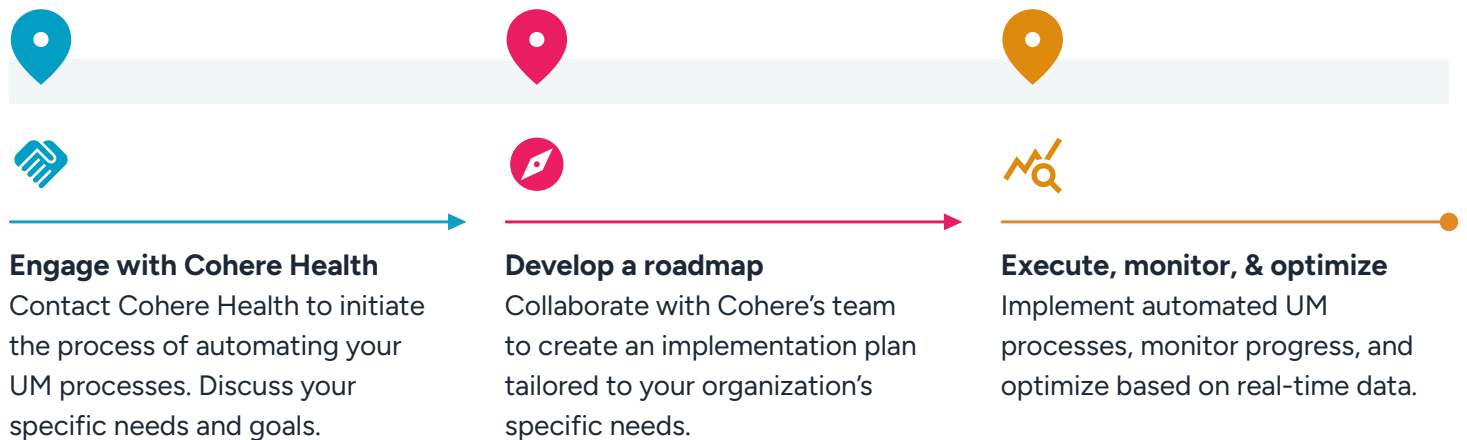 Engage with Cohere Health
Contact Cohere Health to initiate
the process of automating your
UM processes. Discuss your
specific needs and goals.
Develop a roadmap
Collaborate with Cohere’s team
to create an implementation plan
tailored to your organization’s
specific needs.
Execute, monitor, & optimize
Implement automated UM
processes, monitor progress, and
optimize based on real-time data.